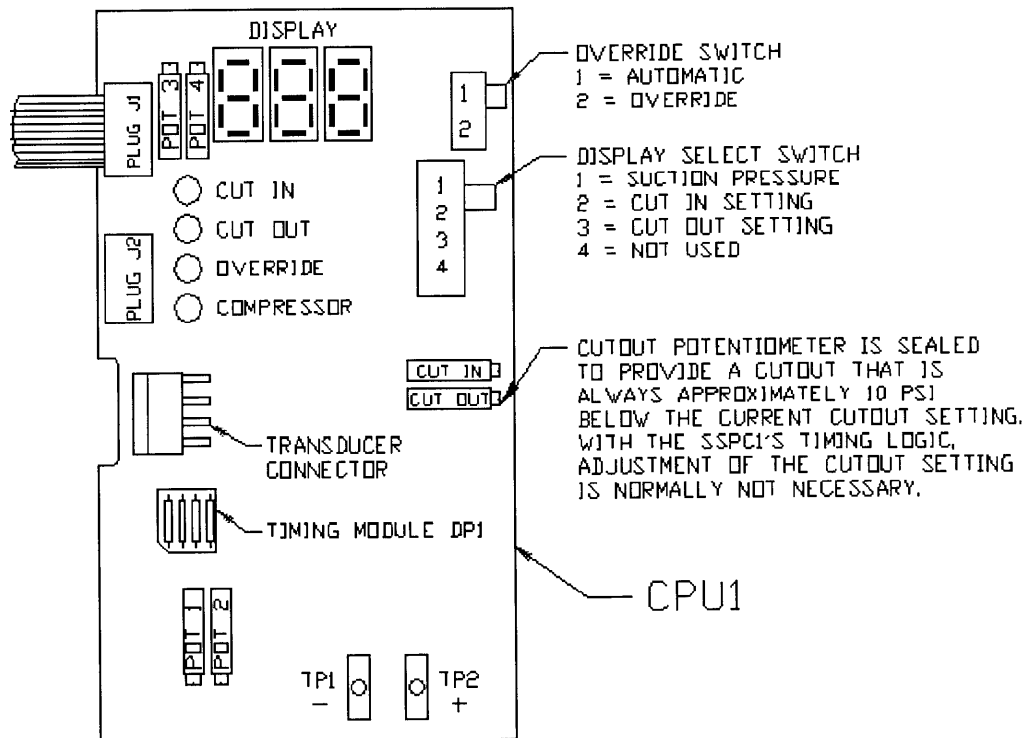 DISPLAY
PLUG J1
POT 3
POT 4
1
2
OVERRIDE SWITCH
1 = AUTOMATIC
2 = OVERRIDE
1
2
3
4
DISPLAY SELECT SWITCH
1 = SUCTION PRESSURE
2 = CUT IN SETTING
3 = CUT OUT SETTING
4 = NOT USED
CUT IN
CUT OUT
OVERRIDE
COMPRESSOR
PLUG J2
CUT IN
CUT OUT
CUTOUT POTENTIOMETER IS SEALED
TO PROVIDE A CUTOUT THAT IS
ALWAYS APPROXIMATELY 10 PSI
BELOW THE CURRENT CUTOUT SETTING.
WITH THE SSPC1'S TIMING LOGIC,
ADJUSTMENT OF THE CUTOUT SETTING
IS NORMALLY NOT NECESSARY.
TRANSDUCER
CONNECTOR
TIMING MODULE DP1
CPU1
POT 1
POT 2
TP1
-
TP2
+